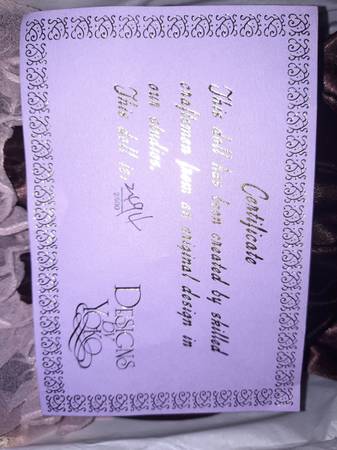 Certificate
This doll has been created by skilled
craftsmen from an original design in
our studios.
This doll is:
2500
DESIGNS